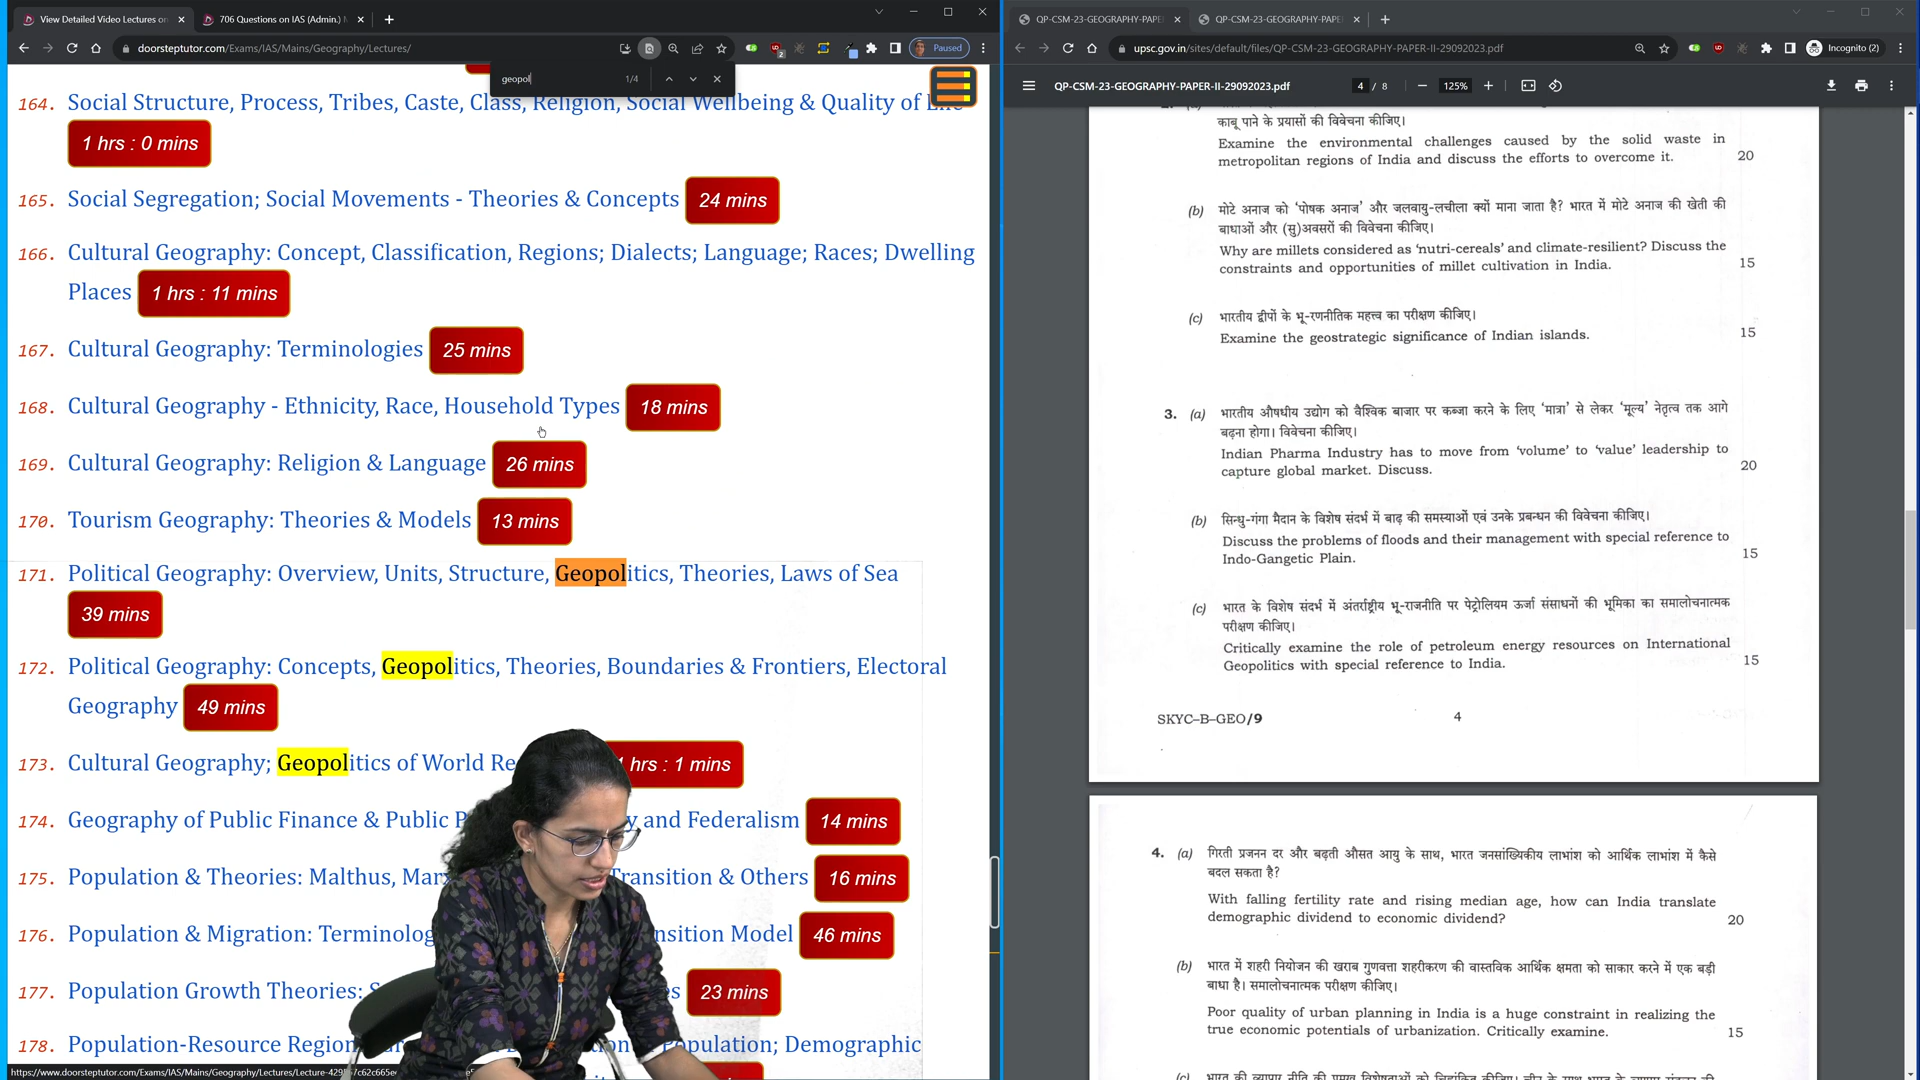 View Detailed Video Lectures on
706 Questions on IAS (Admin.)
doorsteptutor.com/Exams/IAS/Mains/Geography/Lectures/
Paused
geopol
1/4
164. Social Structure, Process, Tribes, Caste, Class, Religion, Social Wellbeing & Quality of Life
1 hrs : 0 mins
165. Social Segregation; Social Movements - Theories & Concepts 24 mins
166. Cultural Geography: Concept, Classification, Regions; Dialects; Language; Races; Dwelling
Places 1 hrs : 11 mins
167. Cultural Geography: Terminologies 25 mins
168. Cultural Geography - Ethnicity, Race, Household Types 18 mins
169. Cultural Geography: Religion & Language 26 mins
170. Tourism Geography: Theories & Models 13 mins
171. Political Geography: Overview, Units, Structure, Geopolitics, Theories, Laws of Sea
39 mins
172. Political Geography: Concepts, Geopolitics, Theories, Boundaries & Frontiers, Electoral
Geography 49 mins
173. Cultural Geography; Geopolitics of World Re hrs : 1 mins
174. Geography of Public Finance & Public P y and Federalism 14 mins
175. Population & Theories: Malthus, Marx Transition & Others 16 mins
176. Population & Migration: Terminolog nsition Model 46 mins
177. Population Growth Theories: S s 23 mins
178. Population-Resource Region Population; Demographic
https://www.doorsteptutor.com/Exams/IAS/Mains/Geography/Lectures/
QP-CSM-23-GEOGRAPHY-PAPE
QP-CSM-23-GEOGRAPHY-PAPE
upsc.gov.in/sites/default/files/QP-CSM-23-GEOGRAPHY-PAPER-II-29092023.pdf
Incognito (2)
QP-CSM-23-GEOGRAPHY-PAPER-II-29092023.pdf
4 / 8
125%
काबू पाने के प्रयासों की विवेचना कीजिए।
Examine the environmental challenges caused by the solid waste in
metropolitan regions of India and discuss the efforts to overcome it. 20
(b) मोटे अनाज को ‘पोषक अनाज’ और जलवायु-लचीला क्यों माना जाता है? भारत में मोटे अनाज की खेती की
बाधाओं और (सु)अवसरों की विवेचना कीजिए।
Why are millets considered as ‘nutri-cereals’ and climate-resilient? Discuss the
constraints and opportunities of millet cultivation in India. 15
(c) भारतीय द्वीपों के भू-रणनीतिक महत्त्व का परीक्षण कीजिए।
Examine the geostrategic significance of Indian islands. 15
3. (a) भारतीय औषधीय उद्योग को वैश्विक बाजार पर कब्जा करने के लिए ‘मात्रा’ से लेकर ‘मूल्य’ नेतृत्व तक आगे
बढ़ना होगा। विवेचना कीजिए।
Indian Pharma Industry has to move from ‘volume’ to ‘value’ leadership to
capture global market. Discuss. 20
(b) सिन्धु-गंगा मैदान के विशेष संदर्भ में बाढ़ की समस्याओं एवं उनके प्रबन्धन की विवेचना कीजिए।
Discuss the problems of floods and their management with special reference to
Indo-Gangetic Plain. 15
(c) भारत के विशेष संदर्भ में अंतर्राष्ट्रीय भू-राजनीति पर पेट्रोलियम ऊर्जा संसाधनों की भूमिका का समालोचनात्मक
परीक्षण कीजिए।
Critically examine the role of petroleum energy resources on International
Geopolitics with special reference to India. 15
SKYC–B–GEO/9 4
4. (a) गिरती प्रजनन दर और बढ़ती औसत आयु के साथ, भारत जनसांख्यिकीय लाभांश को आर्थिक लाभांश में कैसे
बदल सकता है?
With falling fertility rate and rising median age, how can India translate
demographic dividend to economic dividend? 20
(b) भारत में शहरी नियोजन की खराब गुणवत्ता शहरीकरण की वास्तविक आर्थिक क्षमता को साकार करने में एक बड़ी
बाधा है। समालोचनात्मक परीक्षण कीजिए।
Poor quality of urban planning in India is a huge constraint in realizing the
true economic potentials of urbanization. Critically examine. 15